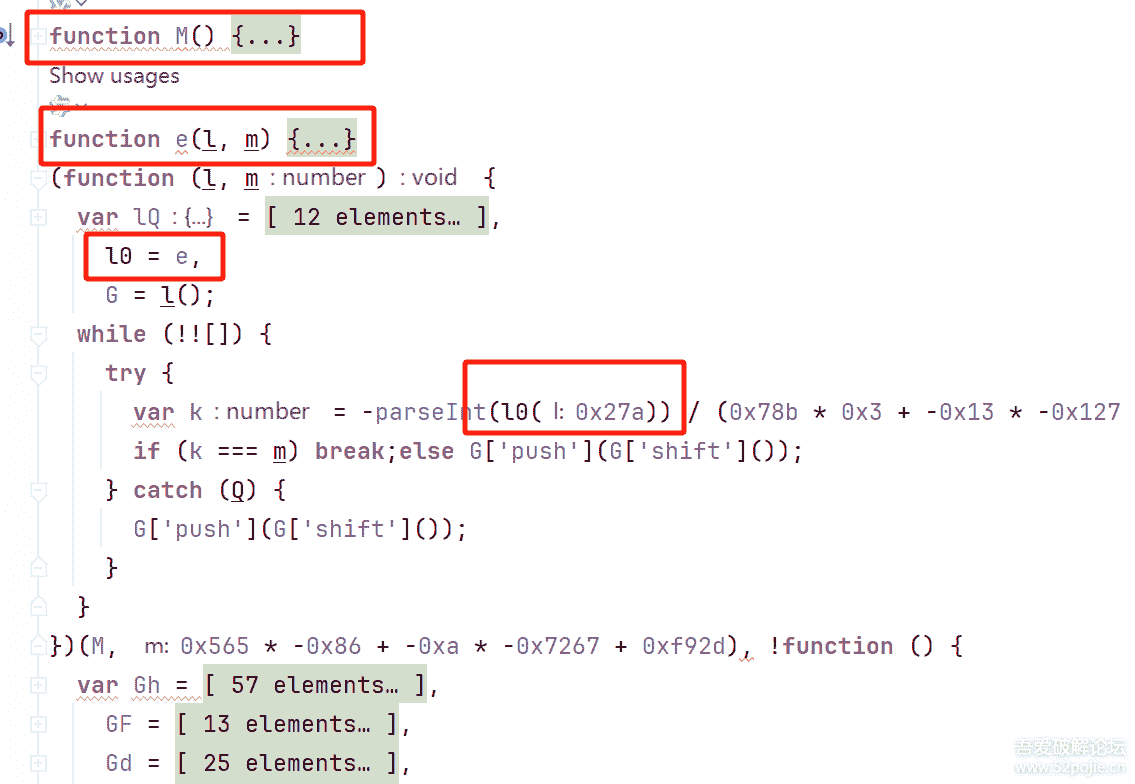 function M() {...}
Show usages
function e(l, m) {...}
(function (l, m : number ) : void {
var lQ : {...} = [ 12 elements… ],
l0 = e,
G = l();
while (!![]) {
try {
var k : number = -parseInt(l0( l: 0x27a)) / (0x78b * 0x3 + -0x13 * -0x127
if (k === m) break;else G['push'](G['shift']());
} catch (Q) {
G['push'](G['shift']());
}
}
})(M, m: 0x565 * -0x86 + -0xa * -0x7267 + 0xf92d), !function () {
var Gh = [ 57 elements… ],
GF = [ 13 elements… ],
Gd = [ 25 elements… ],
吾爱破解论坛
www.52pojie.cn